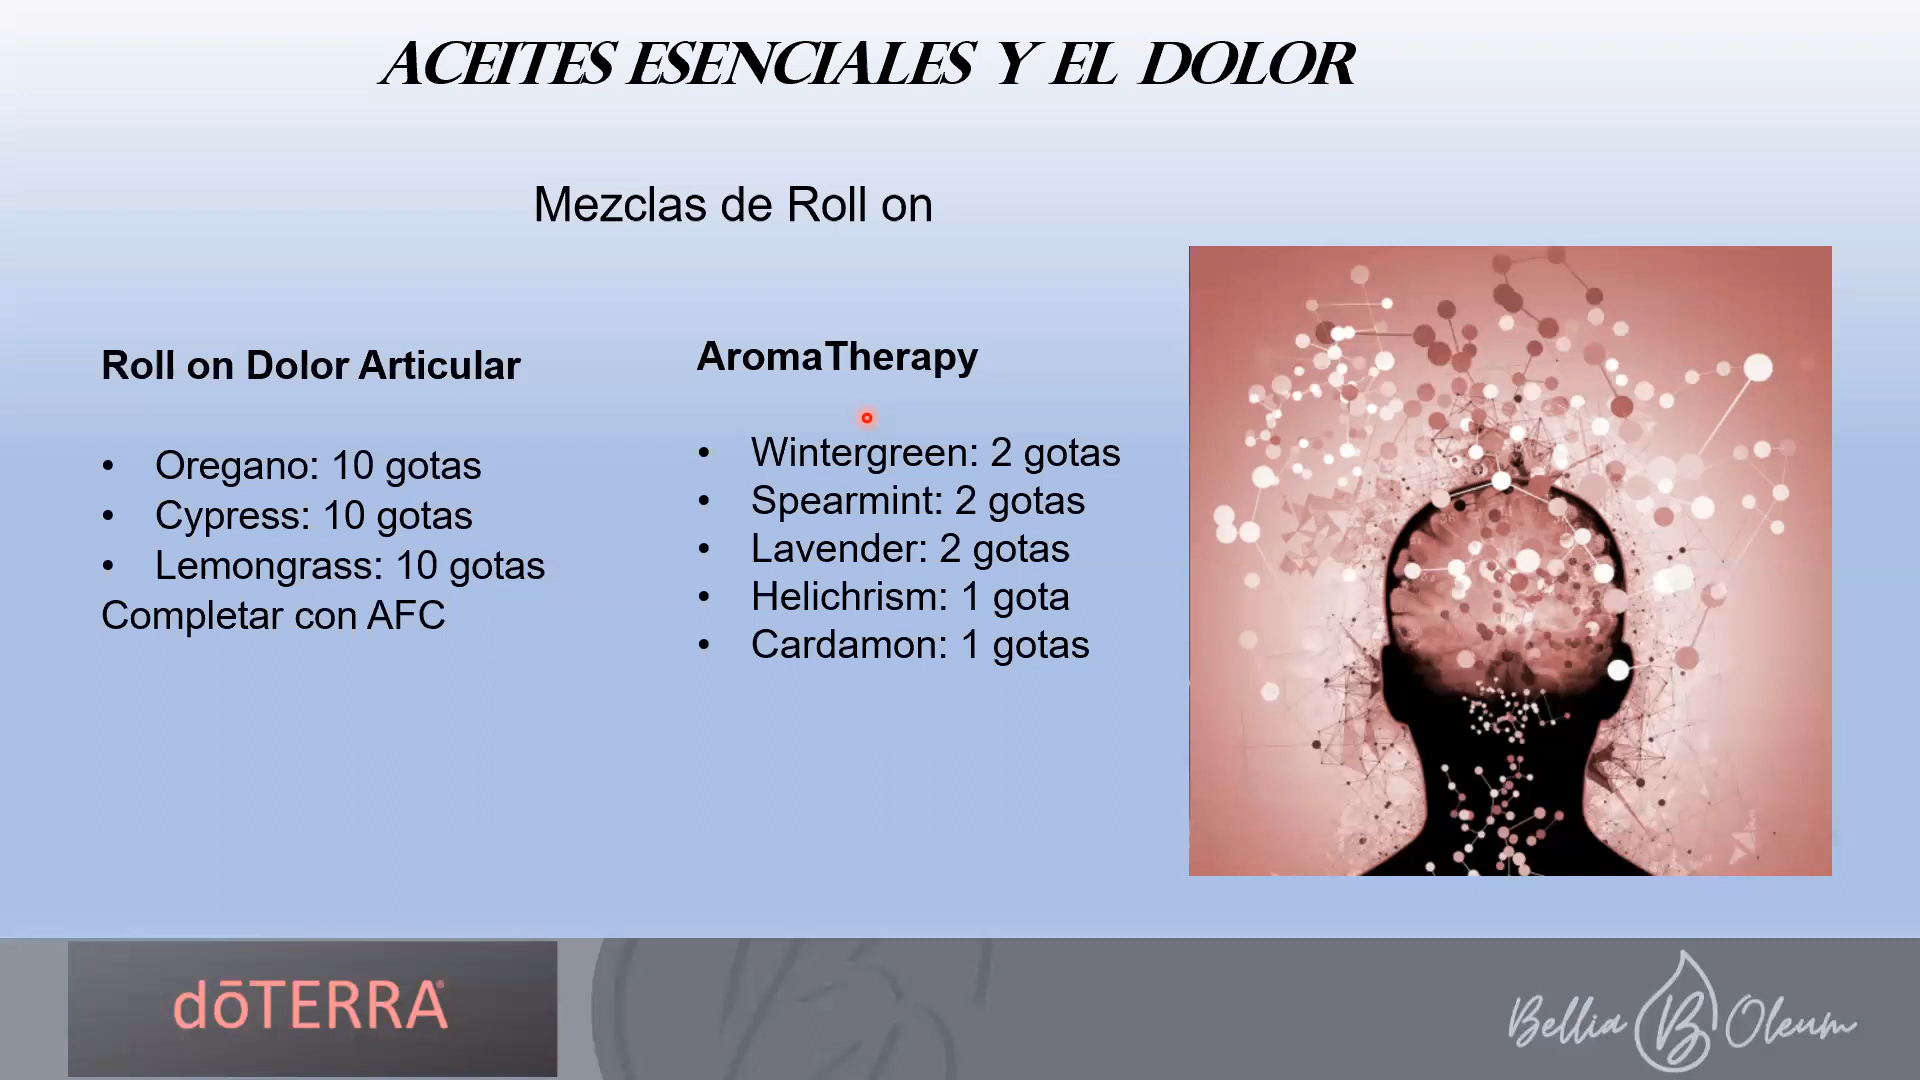 ACEITES ESENCIALES Y EL DOLOR
Mezclas de Roll on
Roll on Dolor Articular
• Oregano: 10 gotas
• Cypress: 10 gotas
• Lemongrass: 10 gotas
Completar con AFC
AromaTherapy
• Wintergreen: 2 gotas
• Spearmint: 2 gotas
• Lavender: 2 gotas
• Helichrism: 1 gota
• Cardamon: 1 gotas
dōTERRA®
Bellia B Oleum